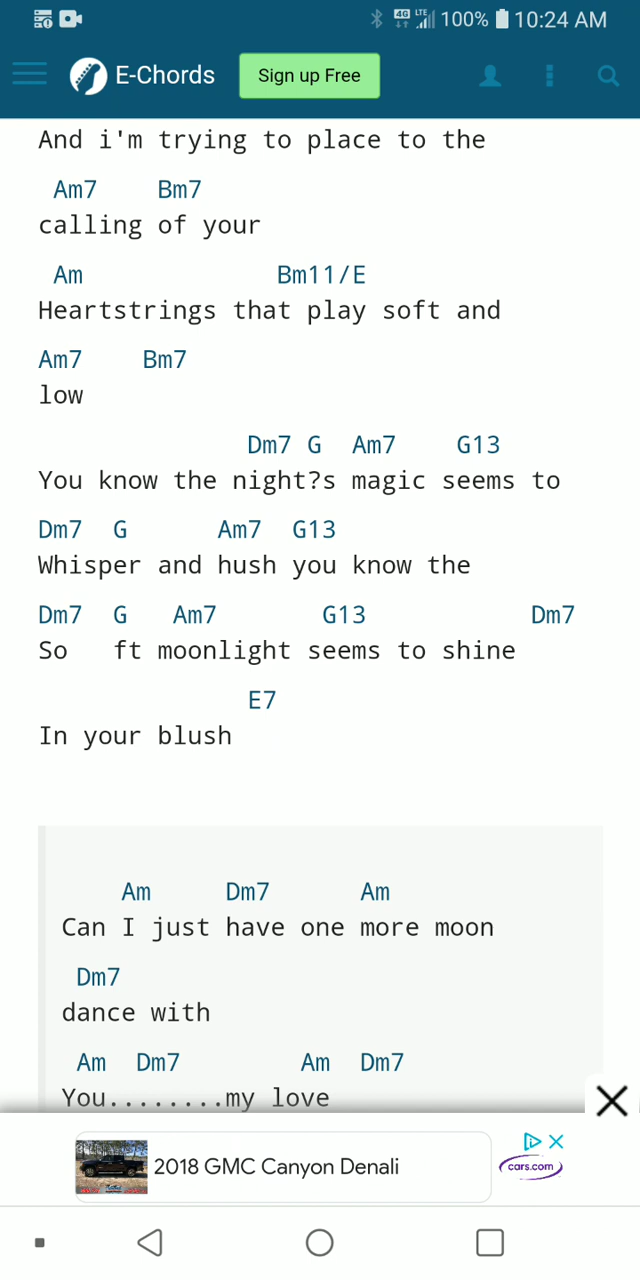 4G LTE 100% 10:24 AM
E-Chords Sign up Free
And i'm trying to place to the
Am7 Bm7
calling of your
Am Bm11/E
Heartstrings that play soft and
Am7 Bm7
low
Dm7 G Am7 G13
You know the night?s magic seems to
Dm7 G Am7 G13
Whisper and hush you know the
Dm7 G Am7 G13 Dm7
So ft moonlight seems to shine
E7
In your blush
Am Dm7 Am
Can I just have one more moon
Dm7
dance with
Am Dm7 Am Dm7
You........my love
2018 GMC Canyon Denali
cars.com